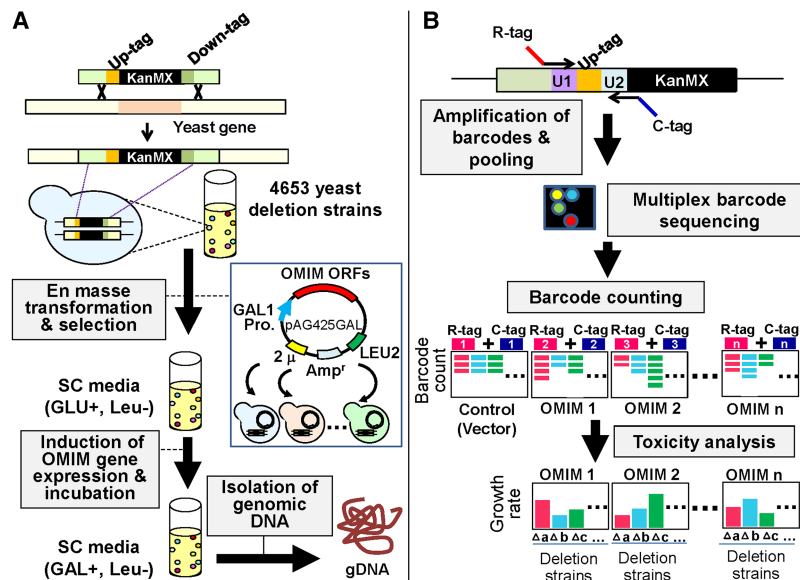 A
Up-tag
Down-tag
KanMX
Yeast gene
KanMX
4653 yeast
deletion strains
En masse
transformation
& selection
OMIM ORFs
GAL1
Pro.
pAG425GAL
2 μ
Ampr
LEU2
SC media
(GLU+, Leu-)
Induction of
OMIM gene
expression &
incubation
Isolation of
genomic
DNA
SC media
(GAL+, Leu-)
gDNA
B
R-tag
Up-tag
U1
U2
KanMX
C-tag
Amplification of
barcodes &
pooling
Multiplex barcode
sequencing
Barcode counting
R-tag C-tag R-tag C-tag R-tag C-tag R-tag C-tag
1 + 1 2 + 2 3 + 3 n + n
Barcode
count
Control
(Vector)
OMIM 1
OMIM 2
OMIM n
Toxicity analysis
OMIM 1
OMIM 2
OMIM n
Growth
rate
Δa Δb Δc ... Δa Δb Δc ... Δa Δb Δc ...
Deletion
strains
Deletion
strains
Deletion
strains